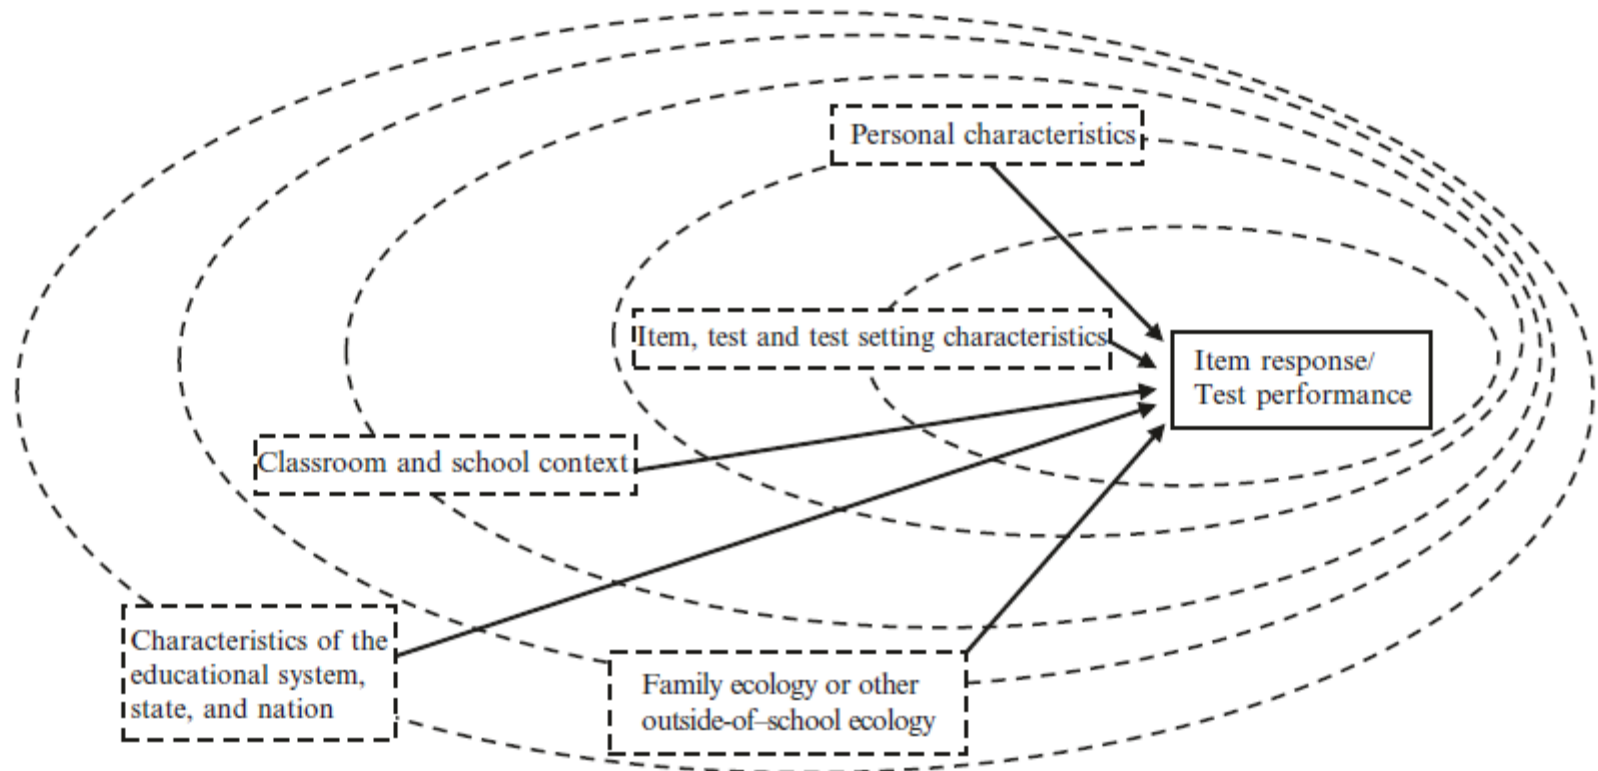 Personal characteristics
Item, test and test setting characteristics
Item response/
Test performance
Classroom and school context
Characteristics of the
educational system,
state, and nation
Family ecology or other
outside-of–school ecology